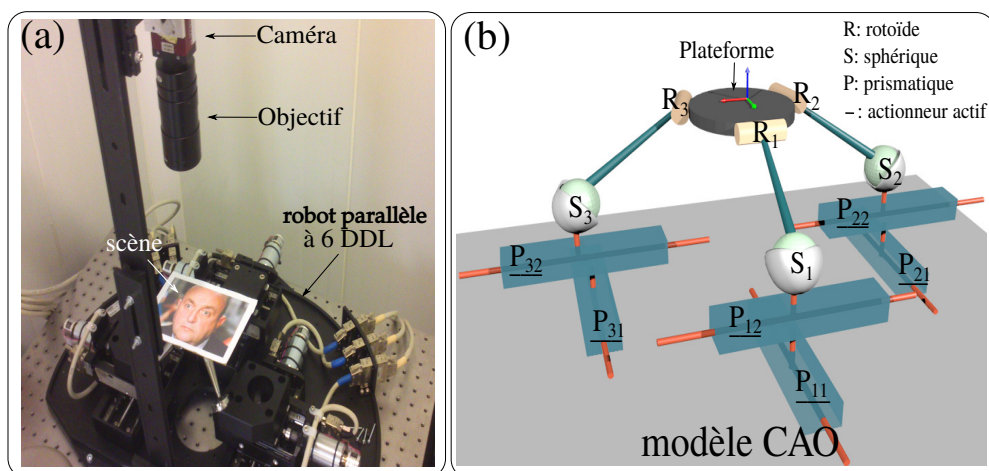 (a)
Caméra
Objectif
robot parallèle
à 6 DDL
scène
(b)
Plateforme
R: rotoïde
S: sphérique
P: prismatique
–: actionneur actif
R3
R2
R1
S3
S2
S1
P32
P31
P22
P21
P12
P11
modèle CAO